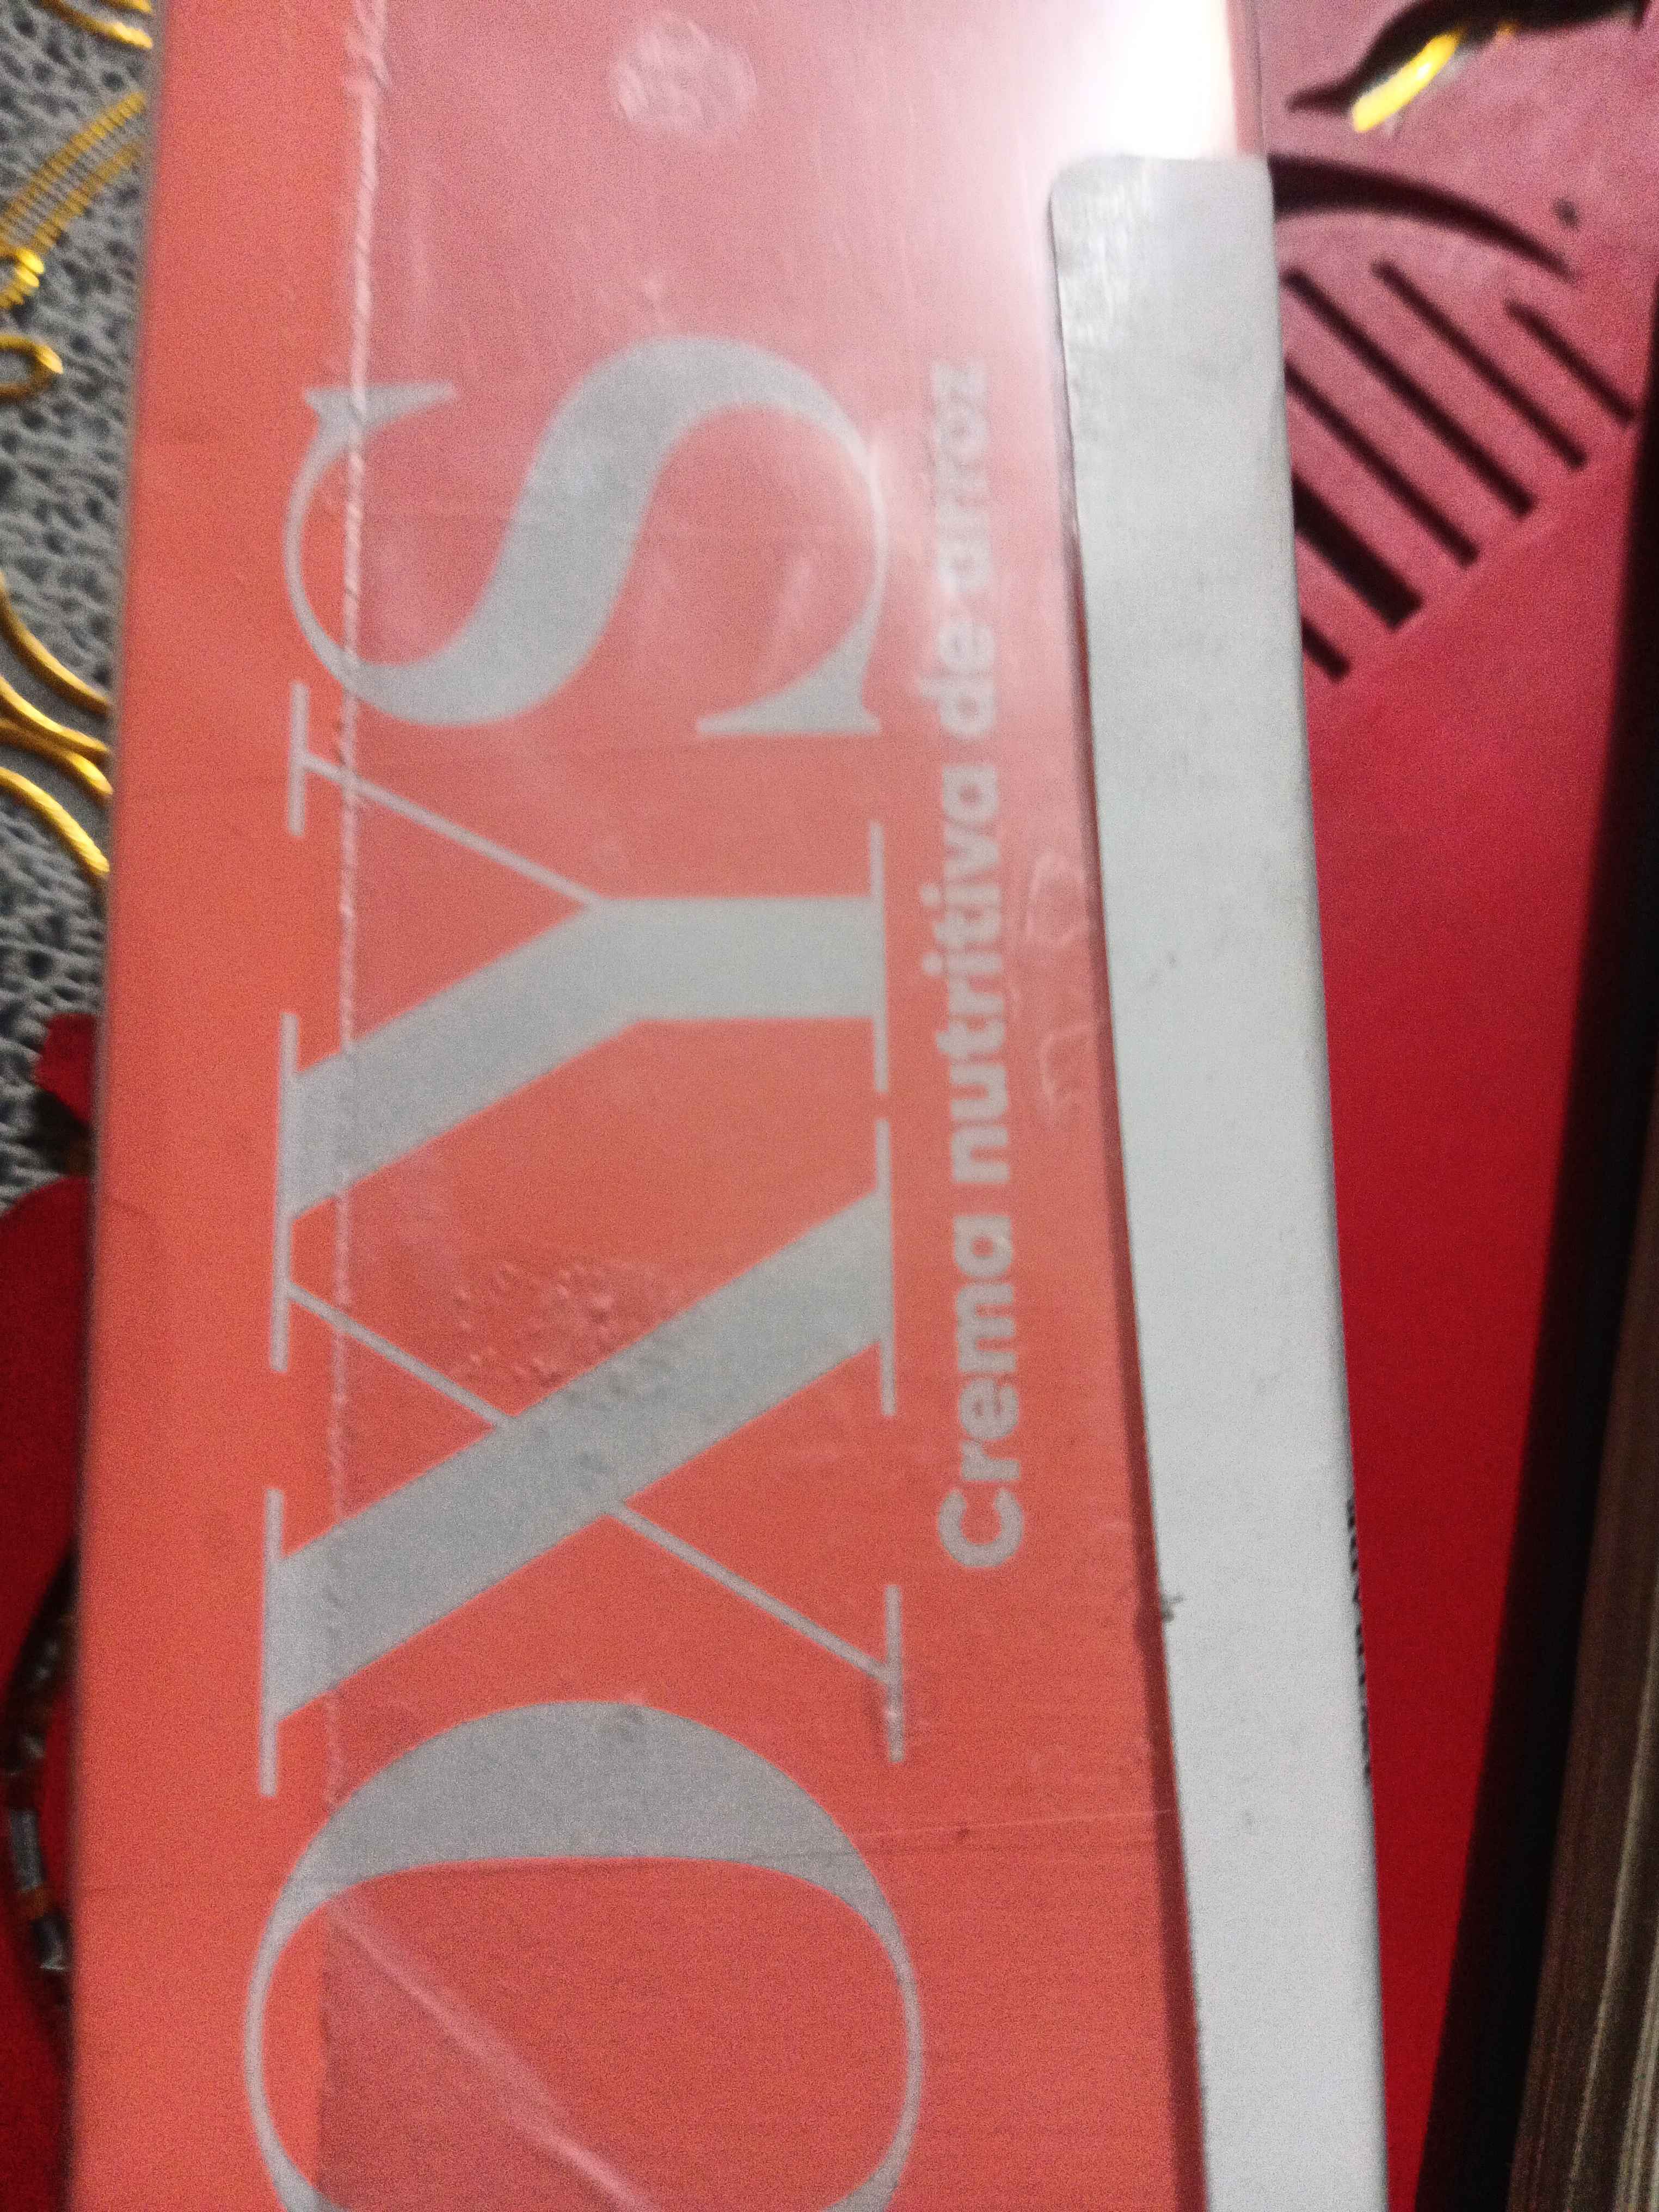 OXYS
Crema nutritiva de arroz